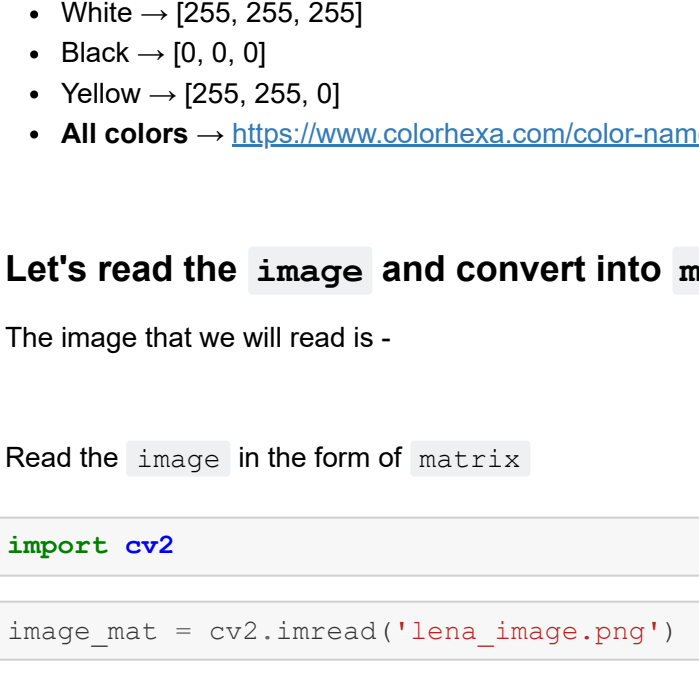 White → [255, 255, 255]
Black → [0, 0, 0]
Yellow → [255, 255, 0]
All colors → https://www.colorhexa.com/color-nam
Let's read the image and convert into m
The image that we will read is -
Read the image in the form of matrix
import cv2
image_mat = cv2.imread('lena_image.png')